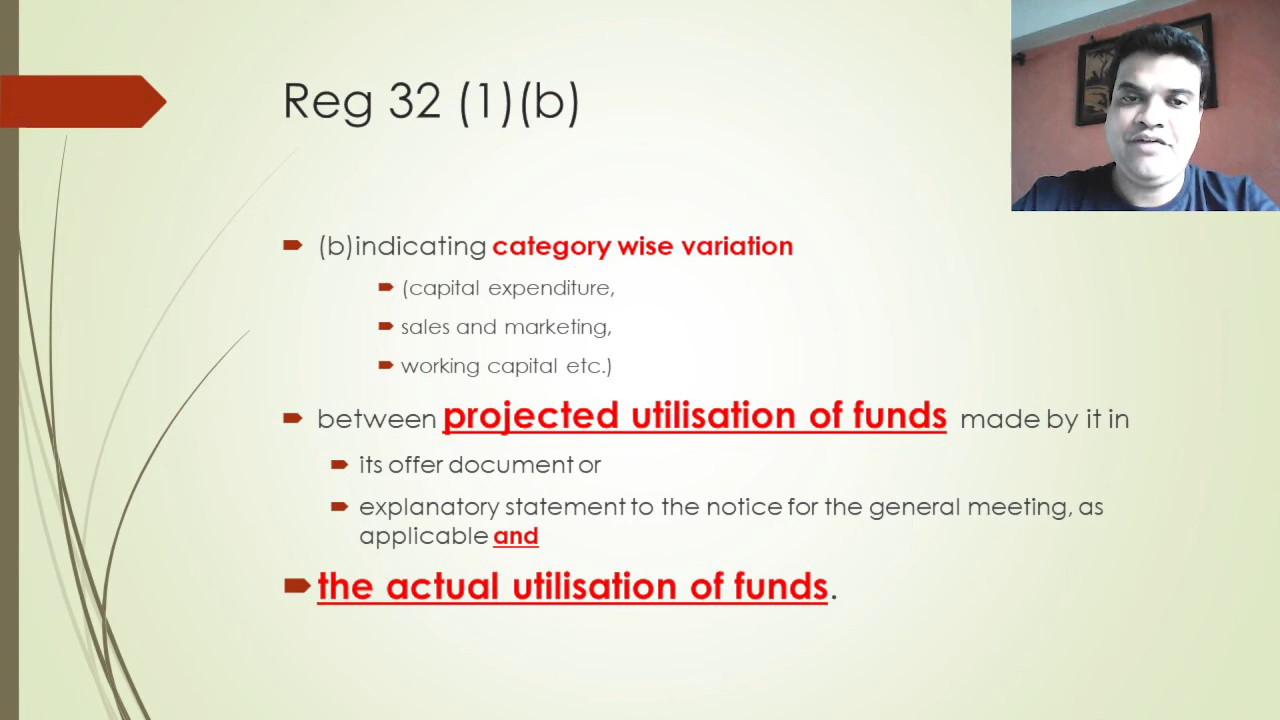 Reg 32 (1)(b)
(b)indicating category wise variation
(capital expenditure,
sales and marketing,
working capital etc.)
between projected utilisation of funds made by it in
its offer document or
explanatory statement to the notice for the general meeting, as
applicable and
the actual utilisation of funds.